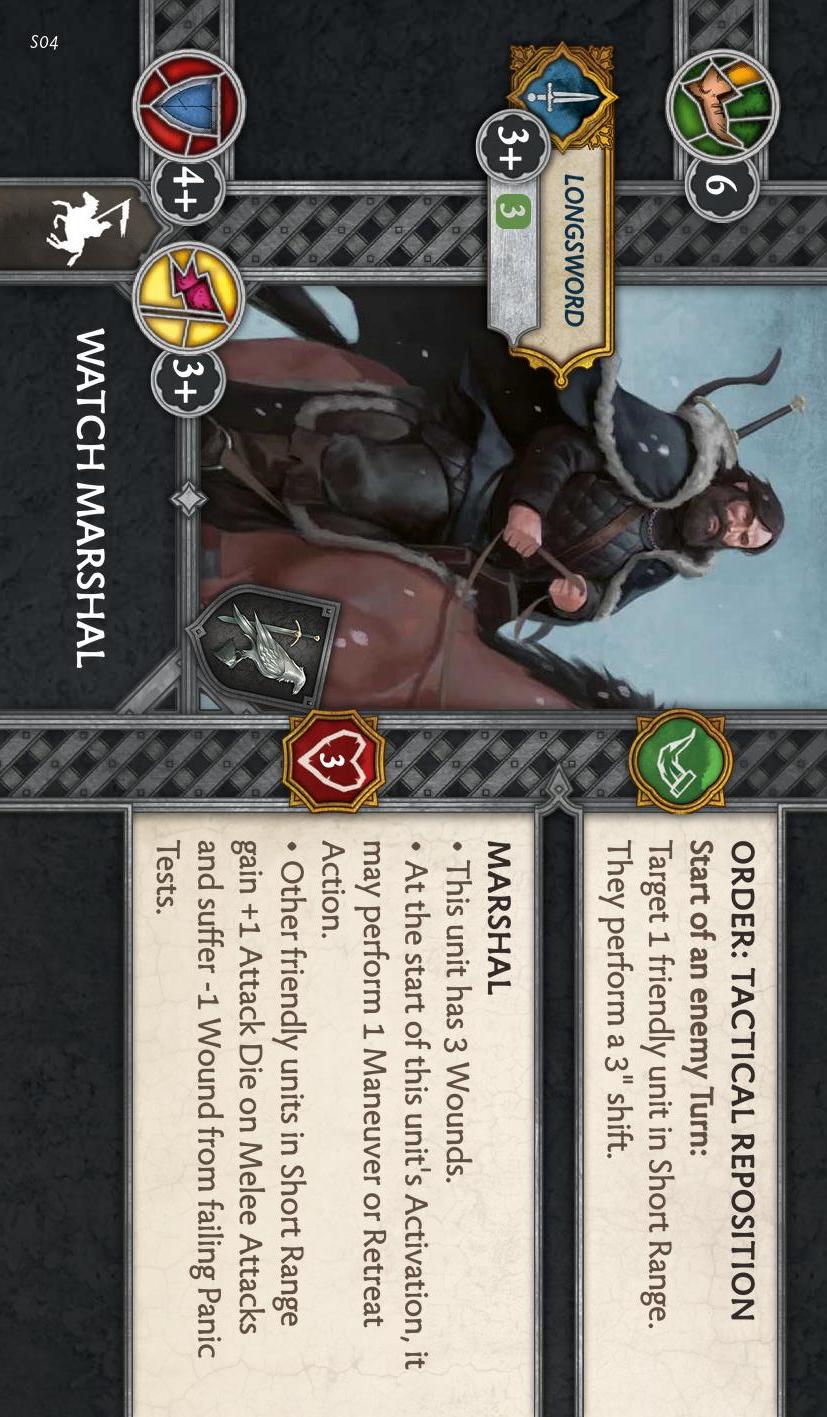 6
LONGSWORD
3+
3
4+
3+
WATCH MARSHAL
S04
ORDER: TACTICAL REPOSITION
Start of an enemy Turn:
Target 1 friendly unit in Short Range.
They perform a 3" shift.
3
MARSHAL
• This unit has 3 Wounds.
• At the start of this unit's Activation, it
may perform 1 Maneuver or Retreat
Action.
• Other friendly units in Short Range
gain +1 Attack Die on Melee Attacks
and suffer -1 Wound from failing Panic
Tests.